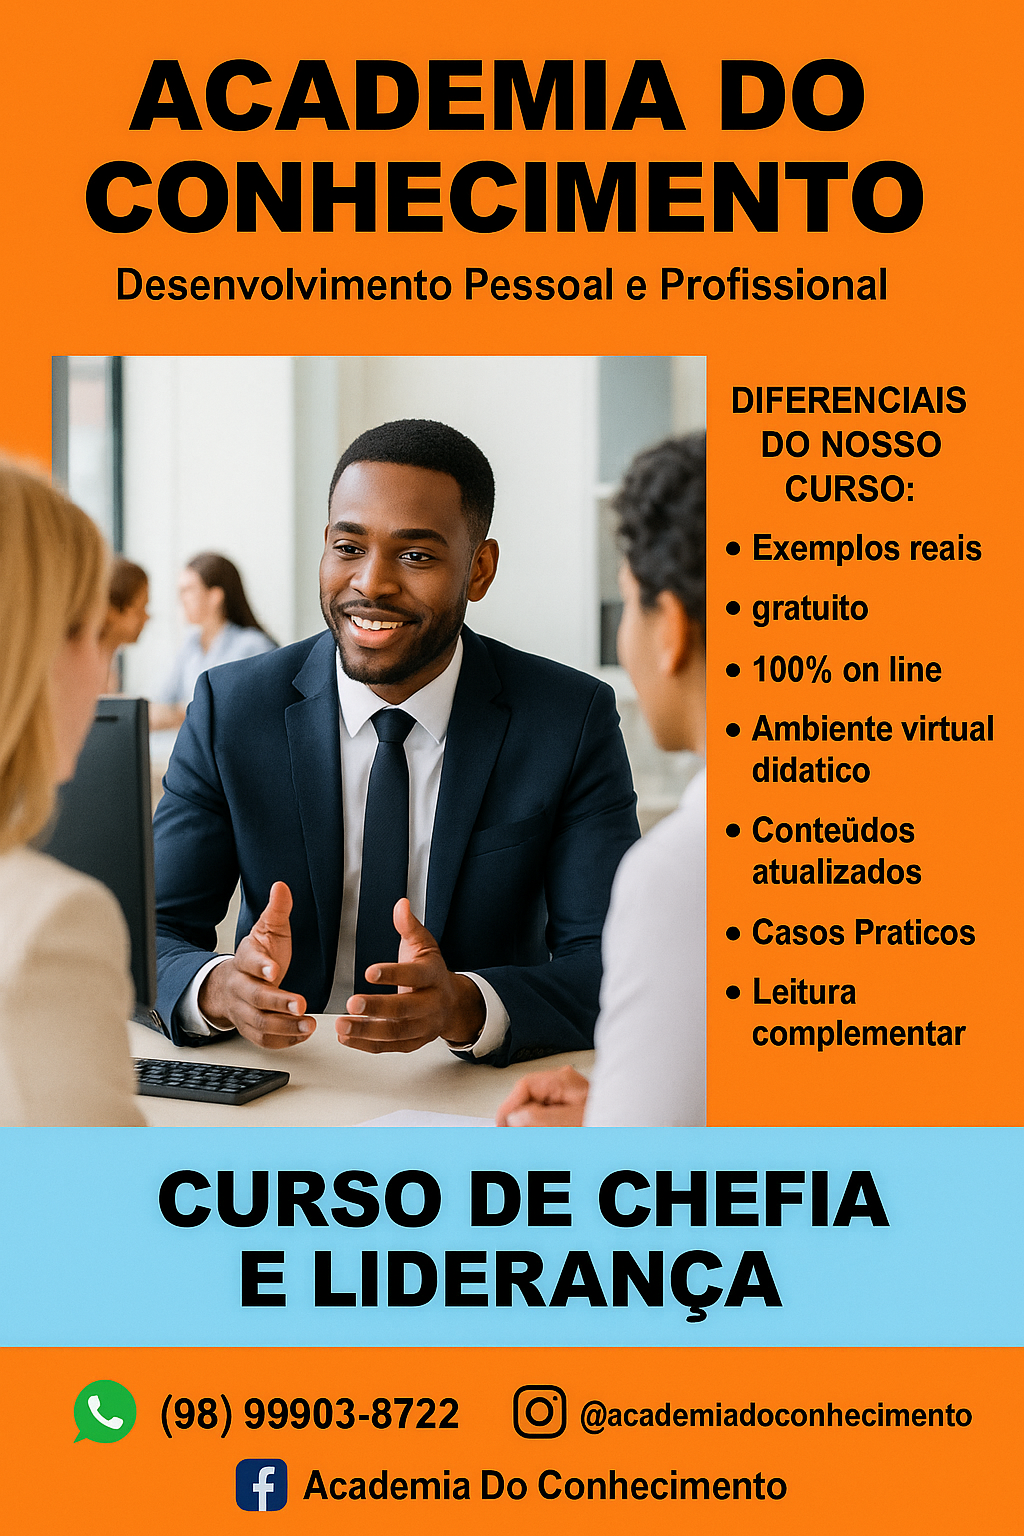 ACADEMIA DO
CONHECIMENTO
Desenvolvimento Pessoal e Profissional
DIFERENCIAIS
DO NOSSO
CURSO:
• Exemplos reais
• gratuito
• 100% on line
• Ambiente virtual
didatico
• Conteúdos
atualizados
• Casos Praticos
• Leitura
complementar
CURSO DE CHEFIA
E LIDERANÇA
(98) 99903-8722
@academiadoconhecimento
Academia Do Conhecimento